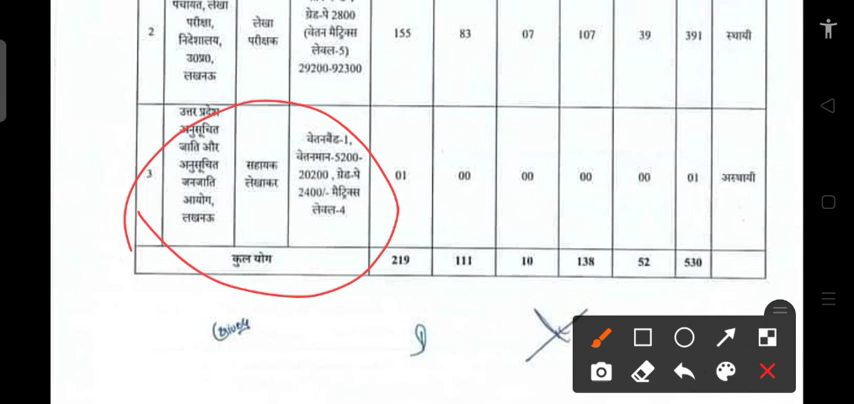 पंचायत, लेखा
परीक्षा,
निदेशालय,
उ0प्र0,
लखनऊ
2
लेखा
परीक्षक
ग्रेड-पे 2800
(वेतन मैट्रिक्स
लेवल-5)
29200-92300
155
83
07
107
39
391
स्थायी
3
उत्तर प्रदेश
अनुसूचित
जाति और
अनुसूचित
जनजाति
आयोग,
लखनऊ
सहायक
लेखाकार
वेतनबैंड-1,
वेतनमान-5200-
20200 , ग्रेड-पे
2400/- मैट्रिक्स
लेवल-4
01
00
00
00
00
01
अस्थायी
कुल योग
219
111
10
138
52
530